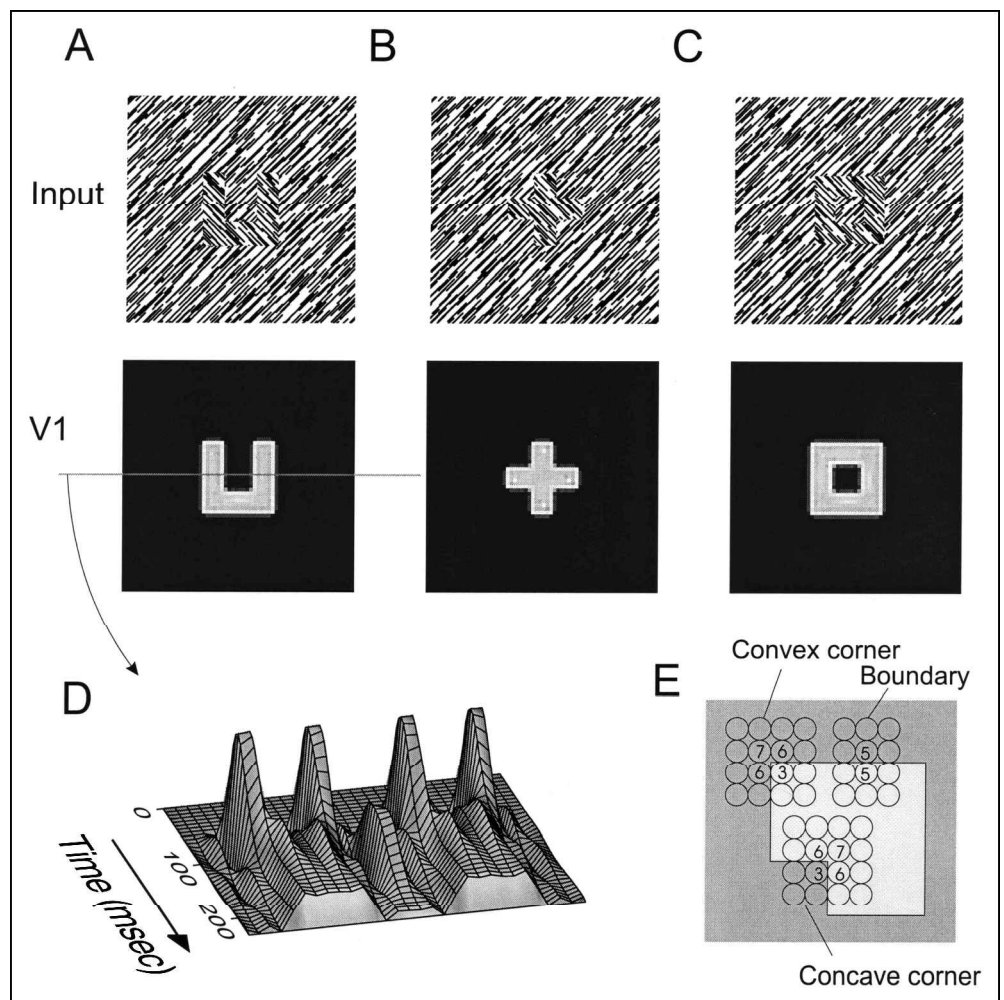 A
B
C
Input
V1
D
0
100
200
Time (msec)
E
Convex corner
Boundary
7 6
5
6 3
5
6 7
3 6
Concave corner